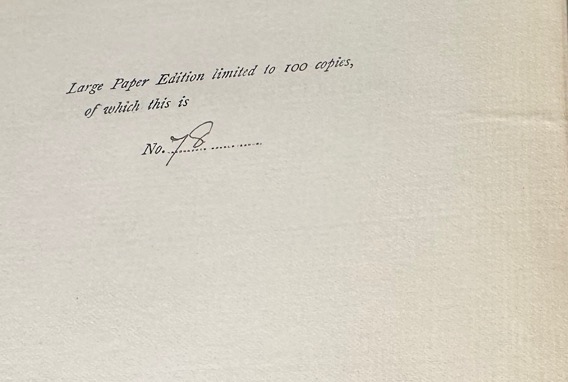 Large Paper Edition limited to 100 copies,
of which this is
No. 78